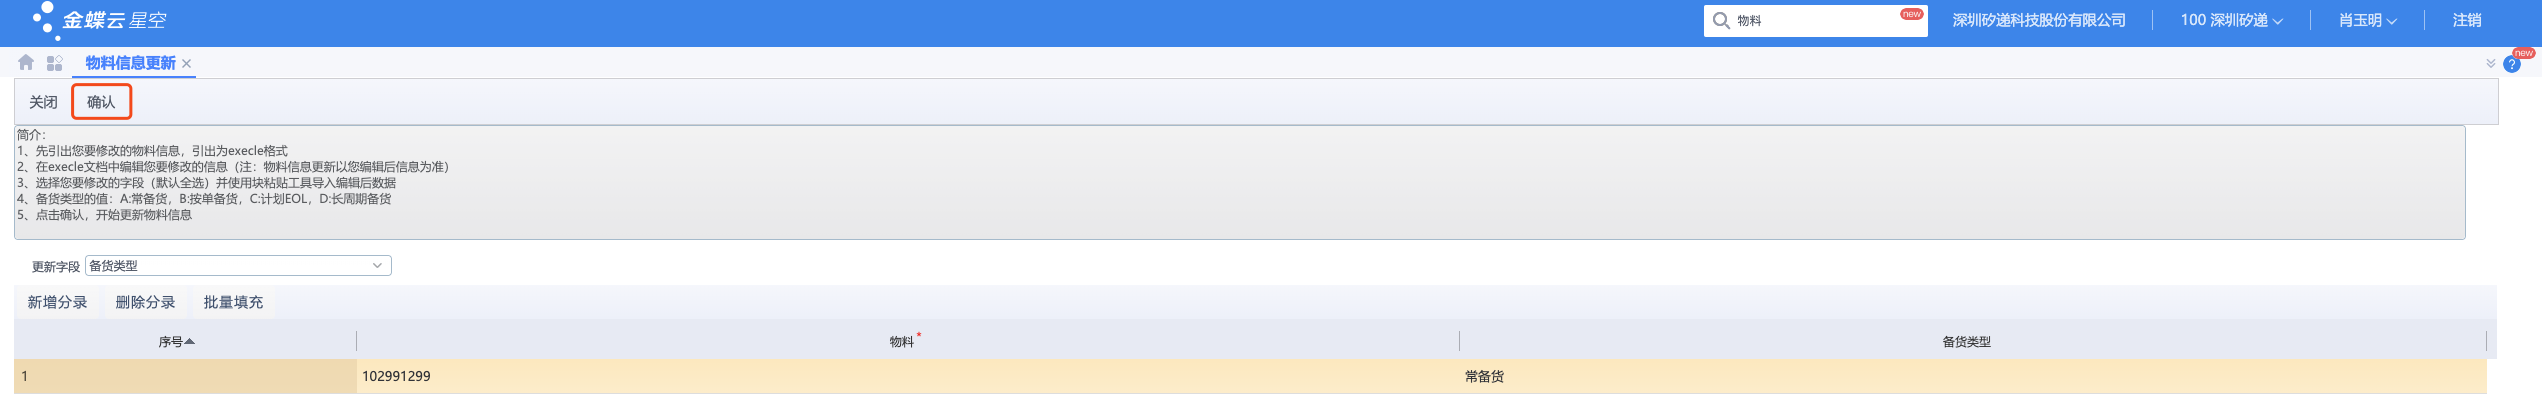 金蝶云 星空
物料
new
深圳矽递科技股份有限公司
100 深圳矽递
肖玉明
注销
物料信息更新
new
?
关闭
确认
简介：
1、先引出您要修改的物料信息，引出为execle格式
2、在execle文档中编辑您要修改的信息（注：物料信息更新以您编辑后信息为准）
3、选择您要修改的字段（默认全选）并使用块粘贴工具导入编辑后数据
4、备货类型的值：A:常备货，B:按单备货，C:计划EOL，D:长周期备货
5、点击确认，开始更新物料信息
更新字段 备货类型
新增分录 删除分录 批量填充
序号 物料* 备货类型
1 102991299 常备货